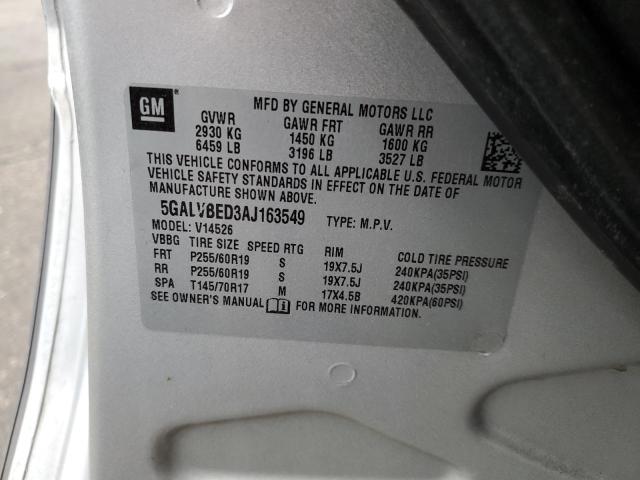 GM
MFD BY GENERAL MOTORS LLC
GVWR GAWR FRT GAWR RR
2930 KG 1450 KG 1600 KG
6459 LB 3196 LB 3527 LB
THIS VEHICLE CONFORMS TO ALL APPLICABLE U.S. FEDERAL MOTOR
VEHICLE SAFETY STANDARDS IN EFFECT ON THE DATE OF
MANUFACTURE SHOWN ABOVE.
5GALVBED3AJ163549 TYPE: M.P.V.
MODEL: V14526
VBBG TIRE SIZE SPEED RTG RIM COLD TIRE PRESSURE
FRT P255/60R19 S 19X7.5J 240KPA(35PSI)
RR P255/60R19 S 19X7.5J 240KPA(35PSI)
SPA T145/70R17 M 17X4.5B 420KPA(60PSI)
SEE OWNER'S MANUAL FOR MORE INFORMATION.